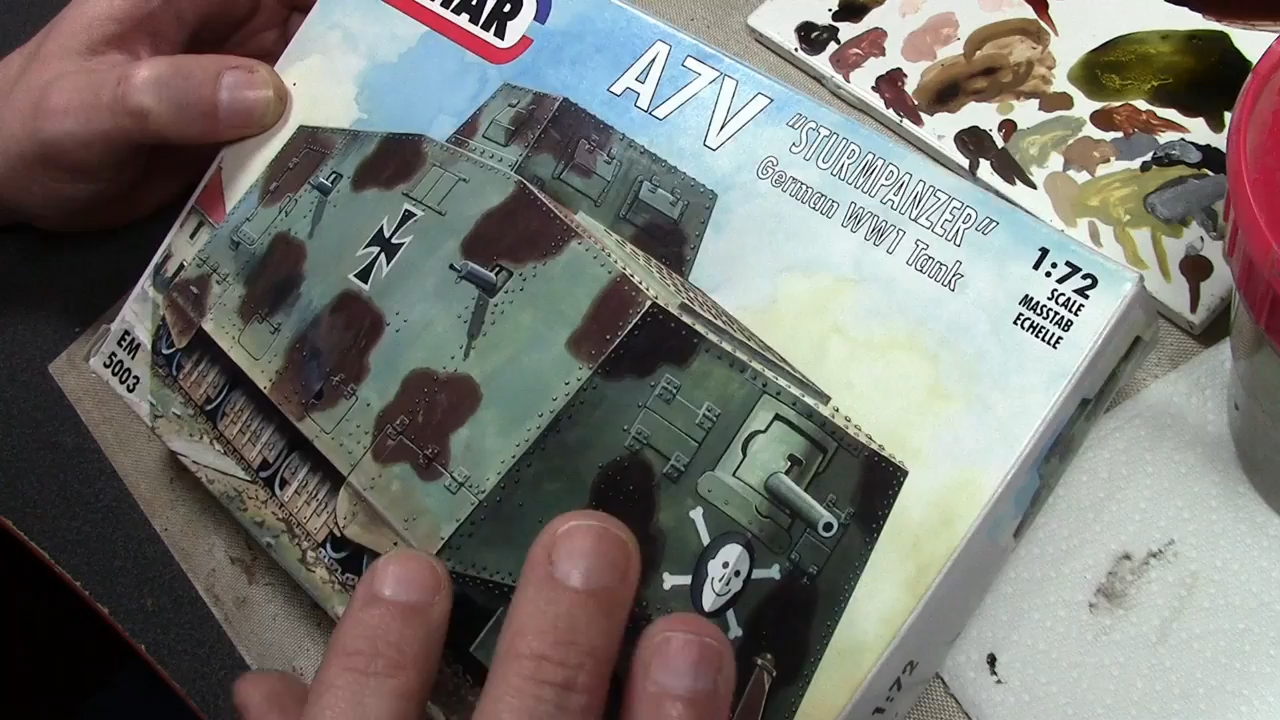 A7V
"STURMPANZER"
German WW1 Tank
1:72
SCALE
MASSTAB
ECHELLE
EM
5003
1:72